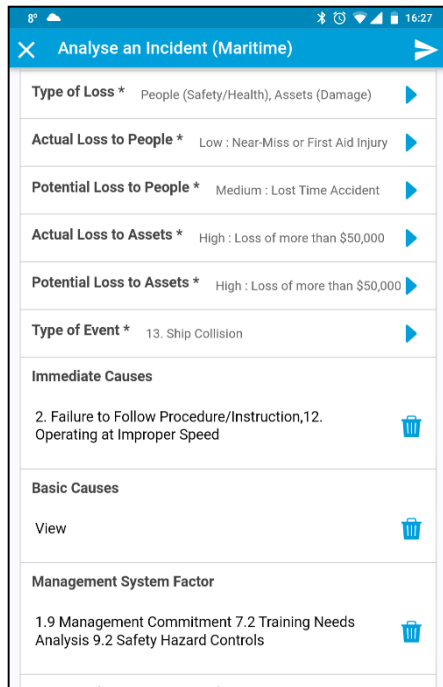 8° 16:27
Analyse an Incident (Maritime)
Type of Loss * People (Safety/Health), Assets (Damage)
Actual Loss to People * Low : Near-Miss or First Aid Injury
Potential Loss to People * Medium : Lost Time Accident
Actual Loss to Assets * High : Loss of more than $50,000
Potential Loss to Assets * High : Loss of more than $50,000
Type of Event * 13. Ship Collision
Immediate Causes
2. Failure to Follow Procedure/Instruction,12.
Operating at Improper Speed
Basic Causes
View
Management System Factor
1.9 Management Commitment 7.2 Training Needs
Analysis 9.2 Safety Hazard Controls